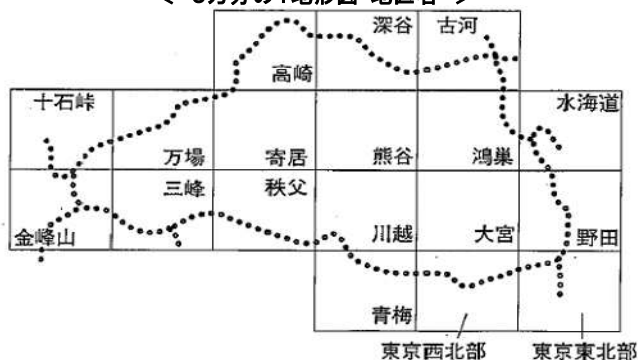 深谷 古河
高崎
十石峠 水海道
万場 寄居 熊谷 鴻巣
三峰 秩父
金峰山 川越 大宮 野田
青梅
東京西北部 東京東北部